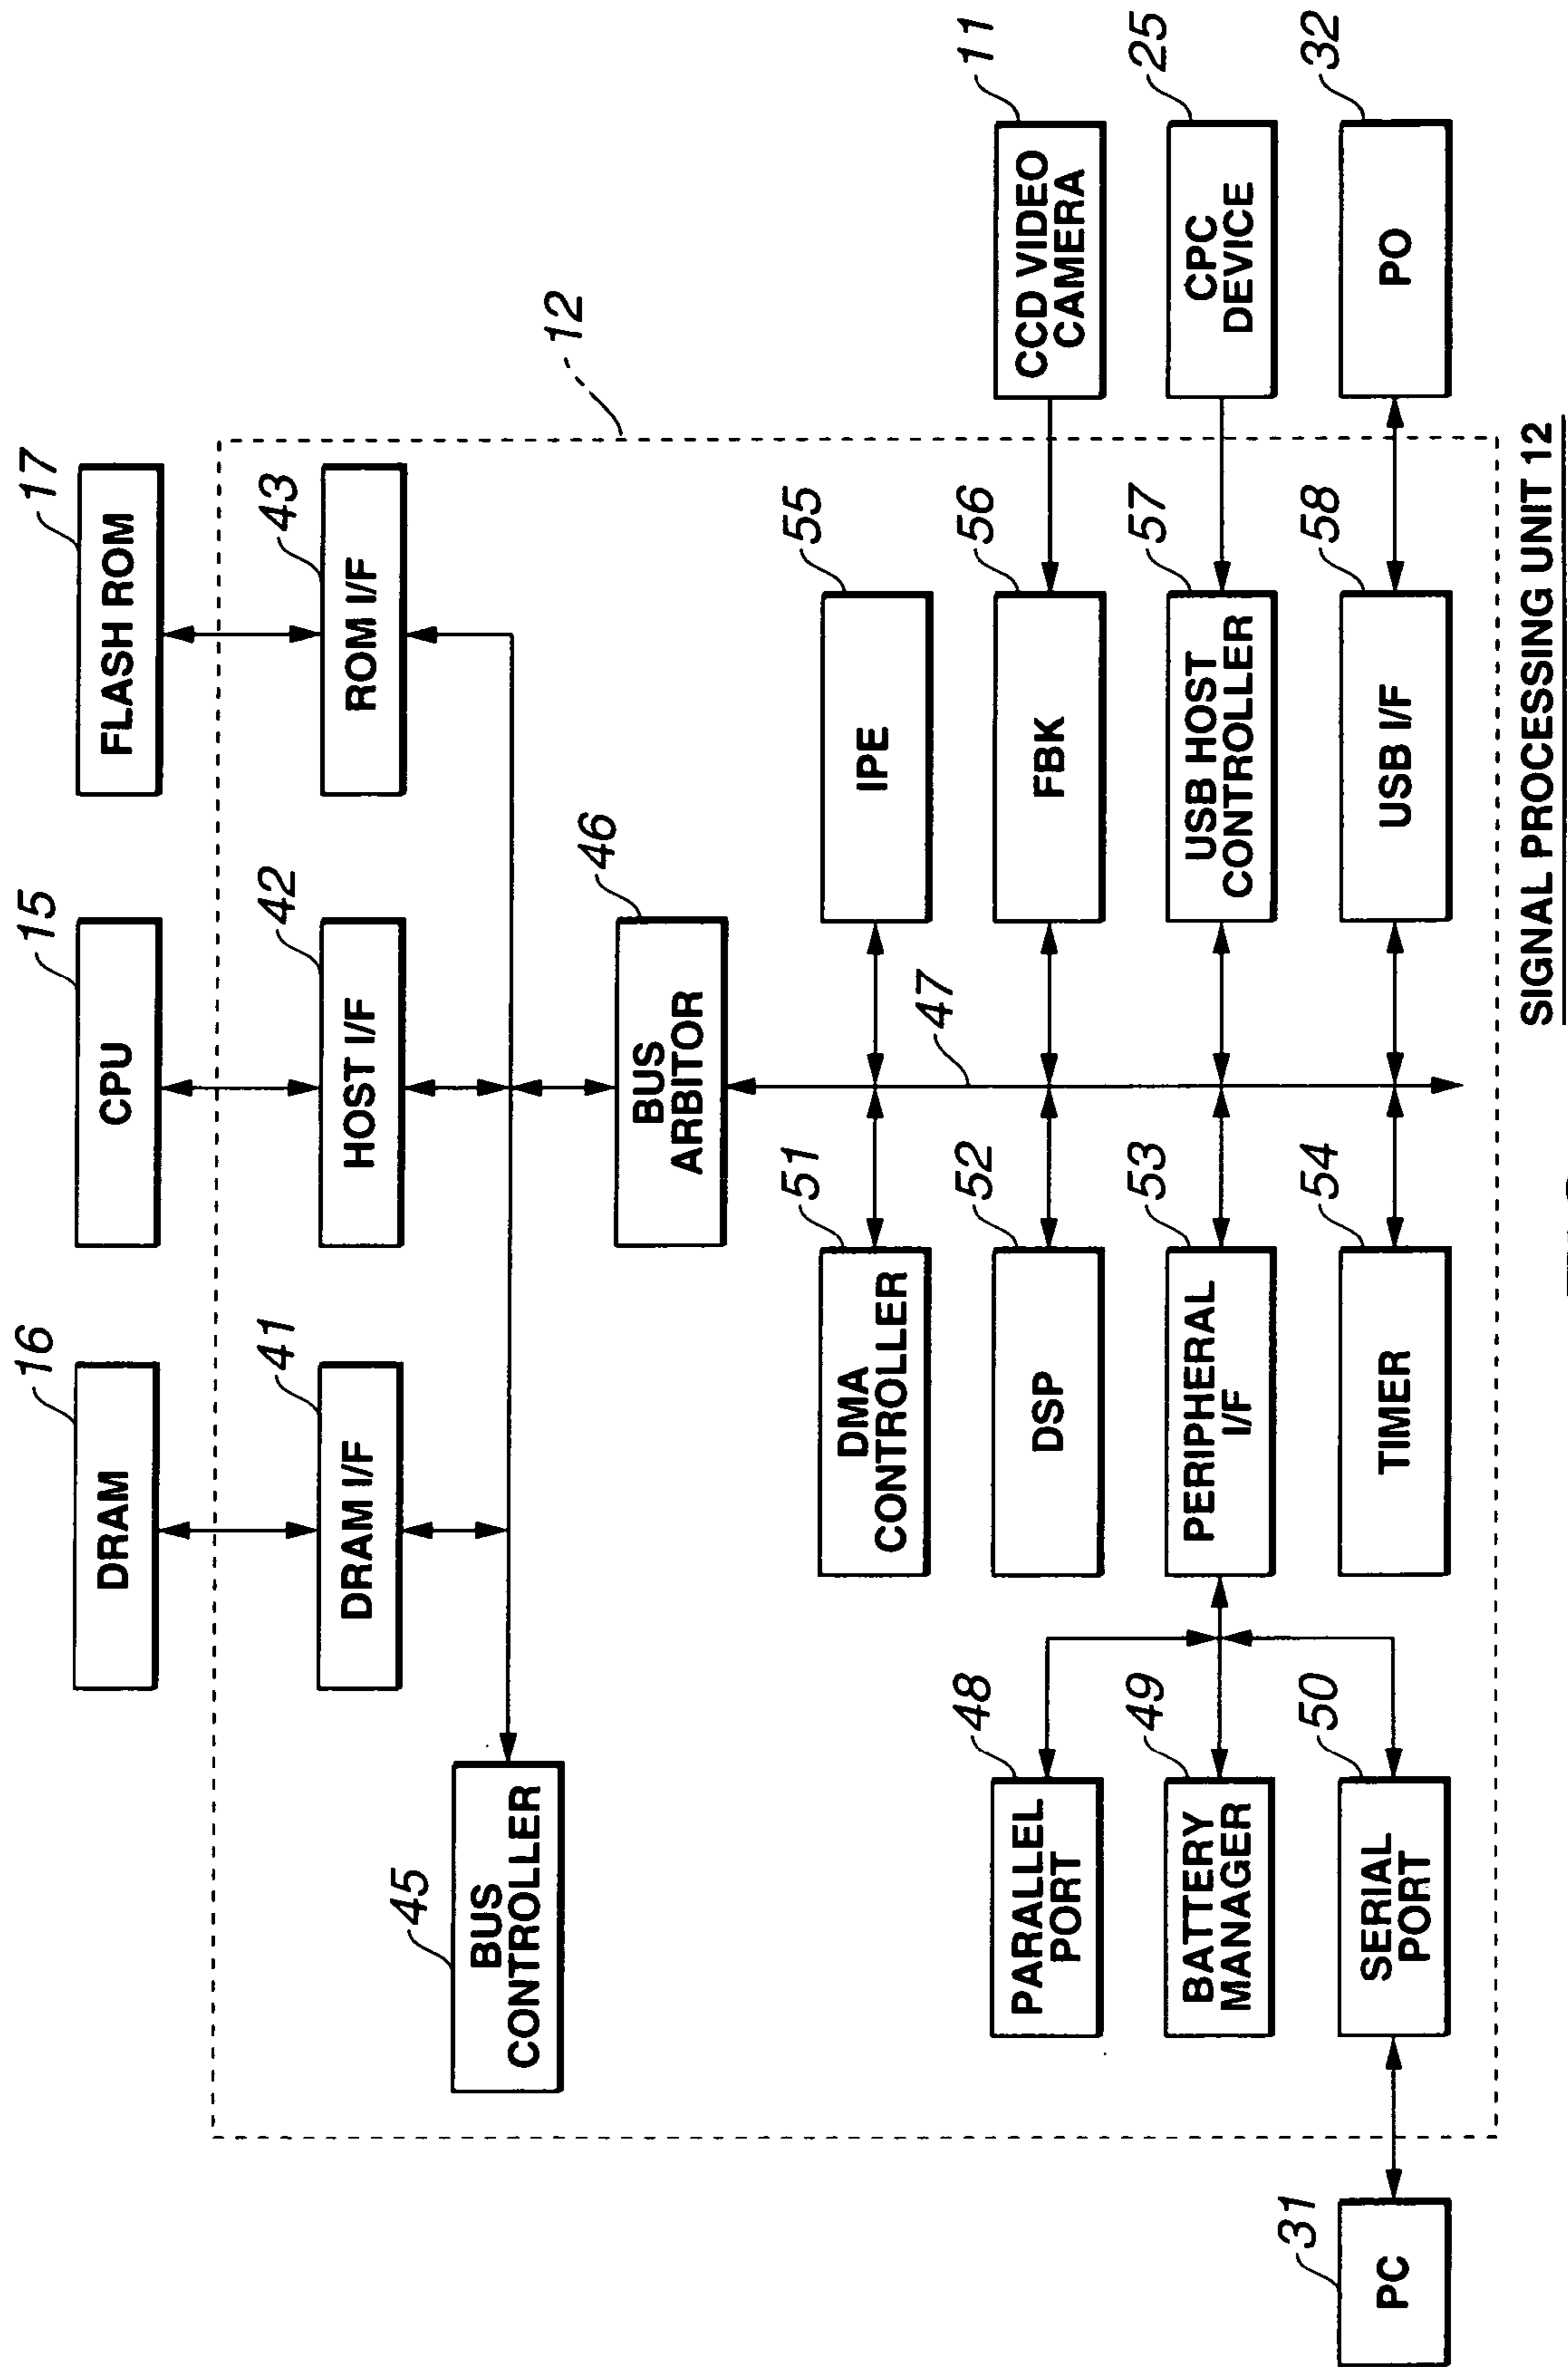 16
DRAM
15
CPU
17
FLASH ROM
12
41
DRAM I/F
42
HOST I/F
43
ROM I/F
45
BUS
CONTROLLER
46
BUS
ARBITOR
47
51
DMA
CONTROLLER
55
IPE
48
PARALLEL
PORT
52
DSP
56
FBK
11
CCD VIDEO
CAMERA
49
BATTERY
MANAGER
53
PERIPHERAL
I/F
57
USB HOST
CONTROLLER
25
CPC
DEVICE
31
PC
50
SERIAL
PORT
54
TIMER
58
USB I/F
32
PO
SIGNAL PROCESSING UNIT 12